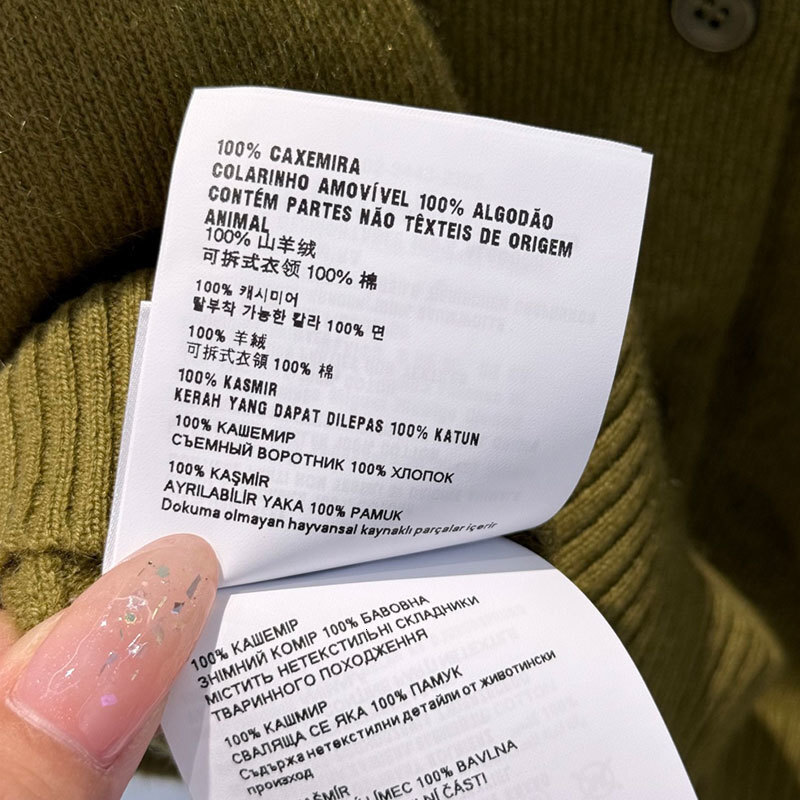 100% CAXEMIRA
COLARINHO AMOVÍVEL 100% ALGODÃO
CONTÉM PARTES NÃO TÊXTEIS DE ORIGEM
ANIMAL
100% 山羊绒
可拆式衣领 100% 棉
100% 캐시미어
탈부착 가능한 칼라 100% 면
100% 羊絨
可拆式衣領 100% 棉
100% KASMIR
KERAH YANG DAPAT DILEPAS 100% KATUN
100% КАШЕМИР
СЪЕМНЫЙ ВОРОТНИК 100% ХЛОПОК
100% KAŞMİR
AYRILABİLİR YAKA 100% PAMUK
Dokuma olmayan hayvansal kaynaklı parçalar içerir
100% КАШЕМІР
ЗНІМНИЙ КОМІР 100% БАВОВНА
МІСТИТЬ НЕТЕКСТИЛЬНІ СКЛАДНИКИ
ТВАРИННОГО ПОХОДЖЕННЯ
100% КАШМИР
СВАЛЯЩА СЕ ЯКА 100% ПАМУК
Съдържа нетекстилни детайли от животински
произход
100% BAVLNA
ČÁSTI